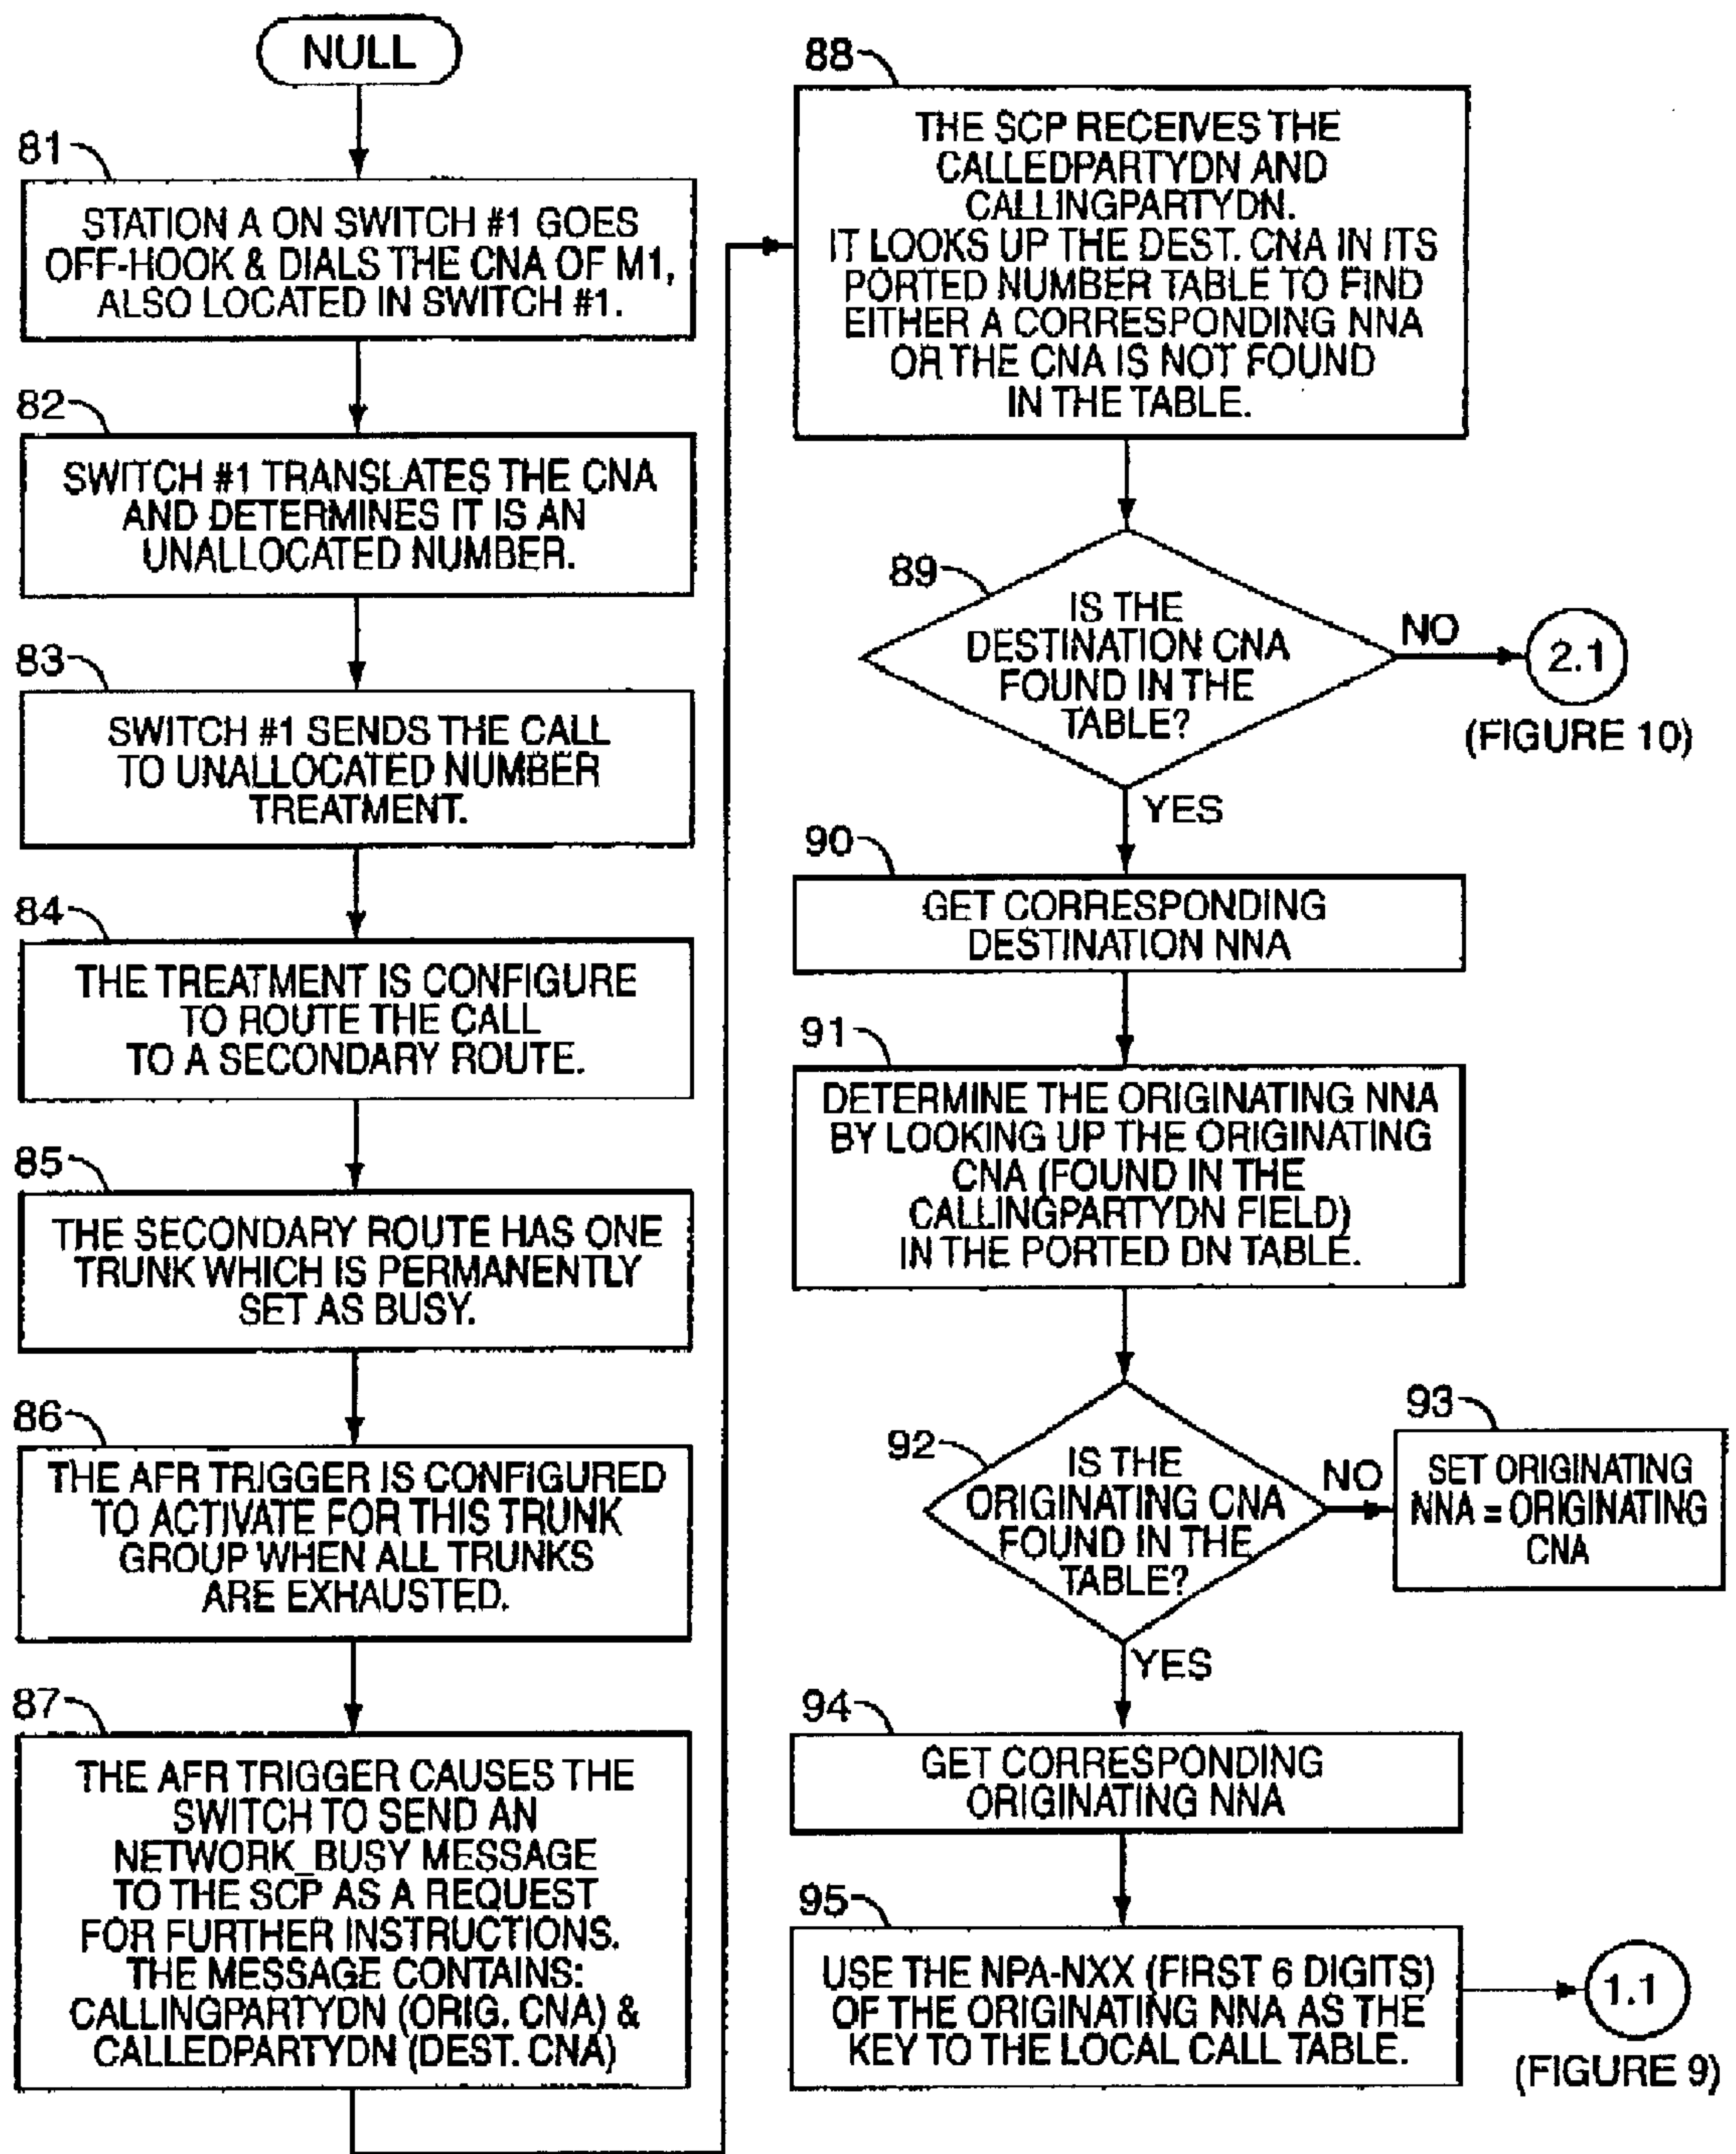 NULL
81
STATION A ON SWITCH #1 GOES
OFF-HOOK & DIALS THE CNA OF M1,
ALSO LOCATED IN SWITCH #1.
82
SWITCH #1 TRANSLATES THE CNA
AND DETERMINES IT IS AN
UNALLOCATED NUMBER.
83
SWITCH #1 SENDS THE CALL
TO UNALLOCATED NUMBER
TREATMENT.
84
THE TREATMENT IS CONFIGURE
TO ROUTE THE CALL
TO A SECONDARY ROUTE.
85
THE SECONDARY ROUTE HAS ONE
TRUNK WHICH IS PERMANENTLY
SET AS BUSY.
86
THE AFR TRIGGER IS CONFIGURED
TO ACTIVATE FOR THIS TRUNK
GROUP WHEN ALL TRUNKS
ARE EXHAUSTED.
87
THE AFR TRIGGER CAUSES THE
SWITCH TO SEND AN
NETWORK_BUSY MESSAGE
TO THE SCP AS A REQUEST
FOR FURTHER INSTRUCTIONS.
THE MESSAGE CONTAINS:
CALLINGPARTYDN (ORIG. CNA) &
CALLEDPARTYDN (DEST. CNA)
88
THE SCP RECEIVES THE
CALLEDPARTYDN AND
CALLINGPARTYDN.
IT LOOKS UP THE DEST. CNA IN ITS
PORTED NUMBER TABLE TO FIND
EITHER A CORRESPONDING NNA
OR THE CNA IS NOT FOUND
IN THE TABLE.
89
IS THE
DESTINATION CNA
FOUND IN THE
TABLE?
NO
2.1
(FIGURE 10)
YES
90
GET CORRESPONDING
DESTINATION NNA
91
DETERMINE THE ORIGINATING NNA
BY LOOKING UP THE ORIGINATING
CNA (FOUND IN THE
CALLINGPARTYDN FIELD)
IN THE PORTED DN TABLE.
92
IS THE
ORIGINATING CNA
FOUND IN THE
TABLE?
NO
93
SET ORIGINATING
NNA = ORIGINATING
CNA
YES
94
GET CORRESPONDING
ORIGINATING NNA
95
USE THE NPA-NXX (FIRST 6 DIGITS)
OF THE ORIGINATING NNA AS THE
KEY TO THE LOCAL CALL TABLE.
1.1
(FIGURE 9)